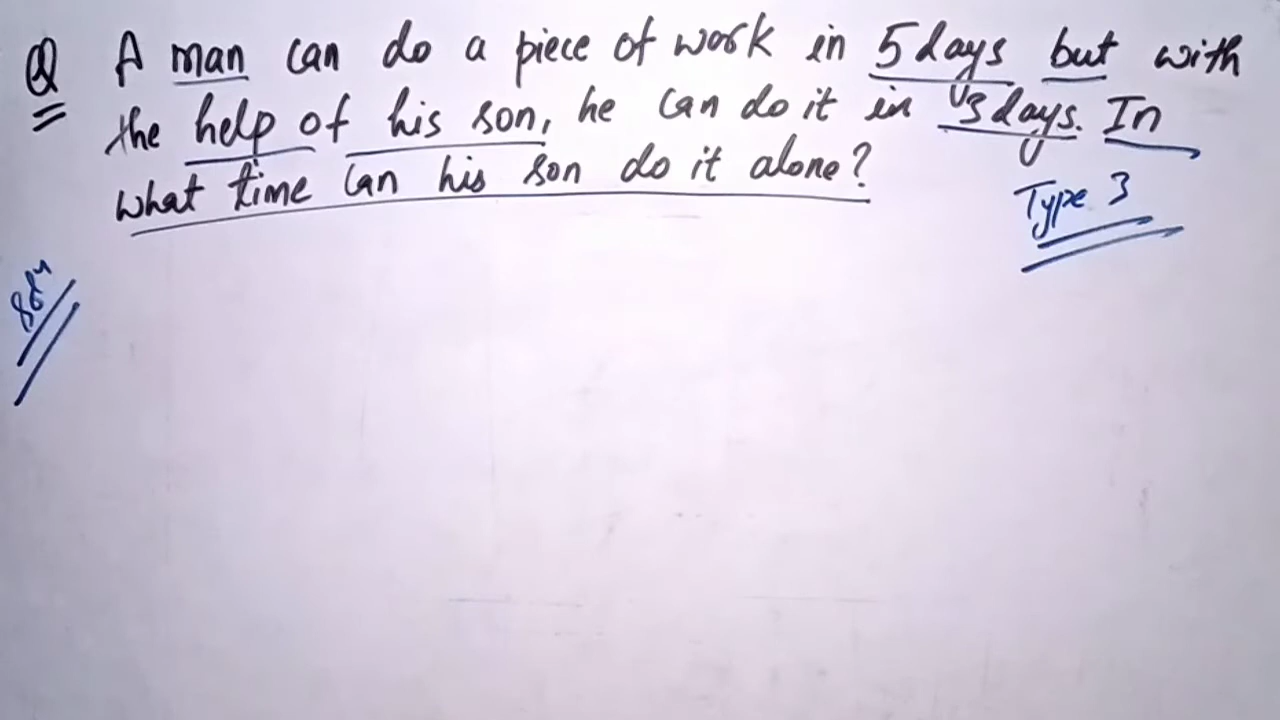 Q A man can do a piece of work in 5 days but with
the help of his son, he can do it in 3 days. In
what time can his son do it alone?
Type 3
Sol^n